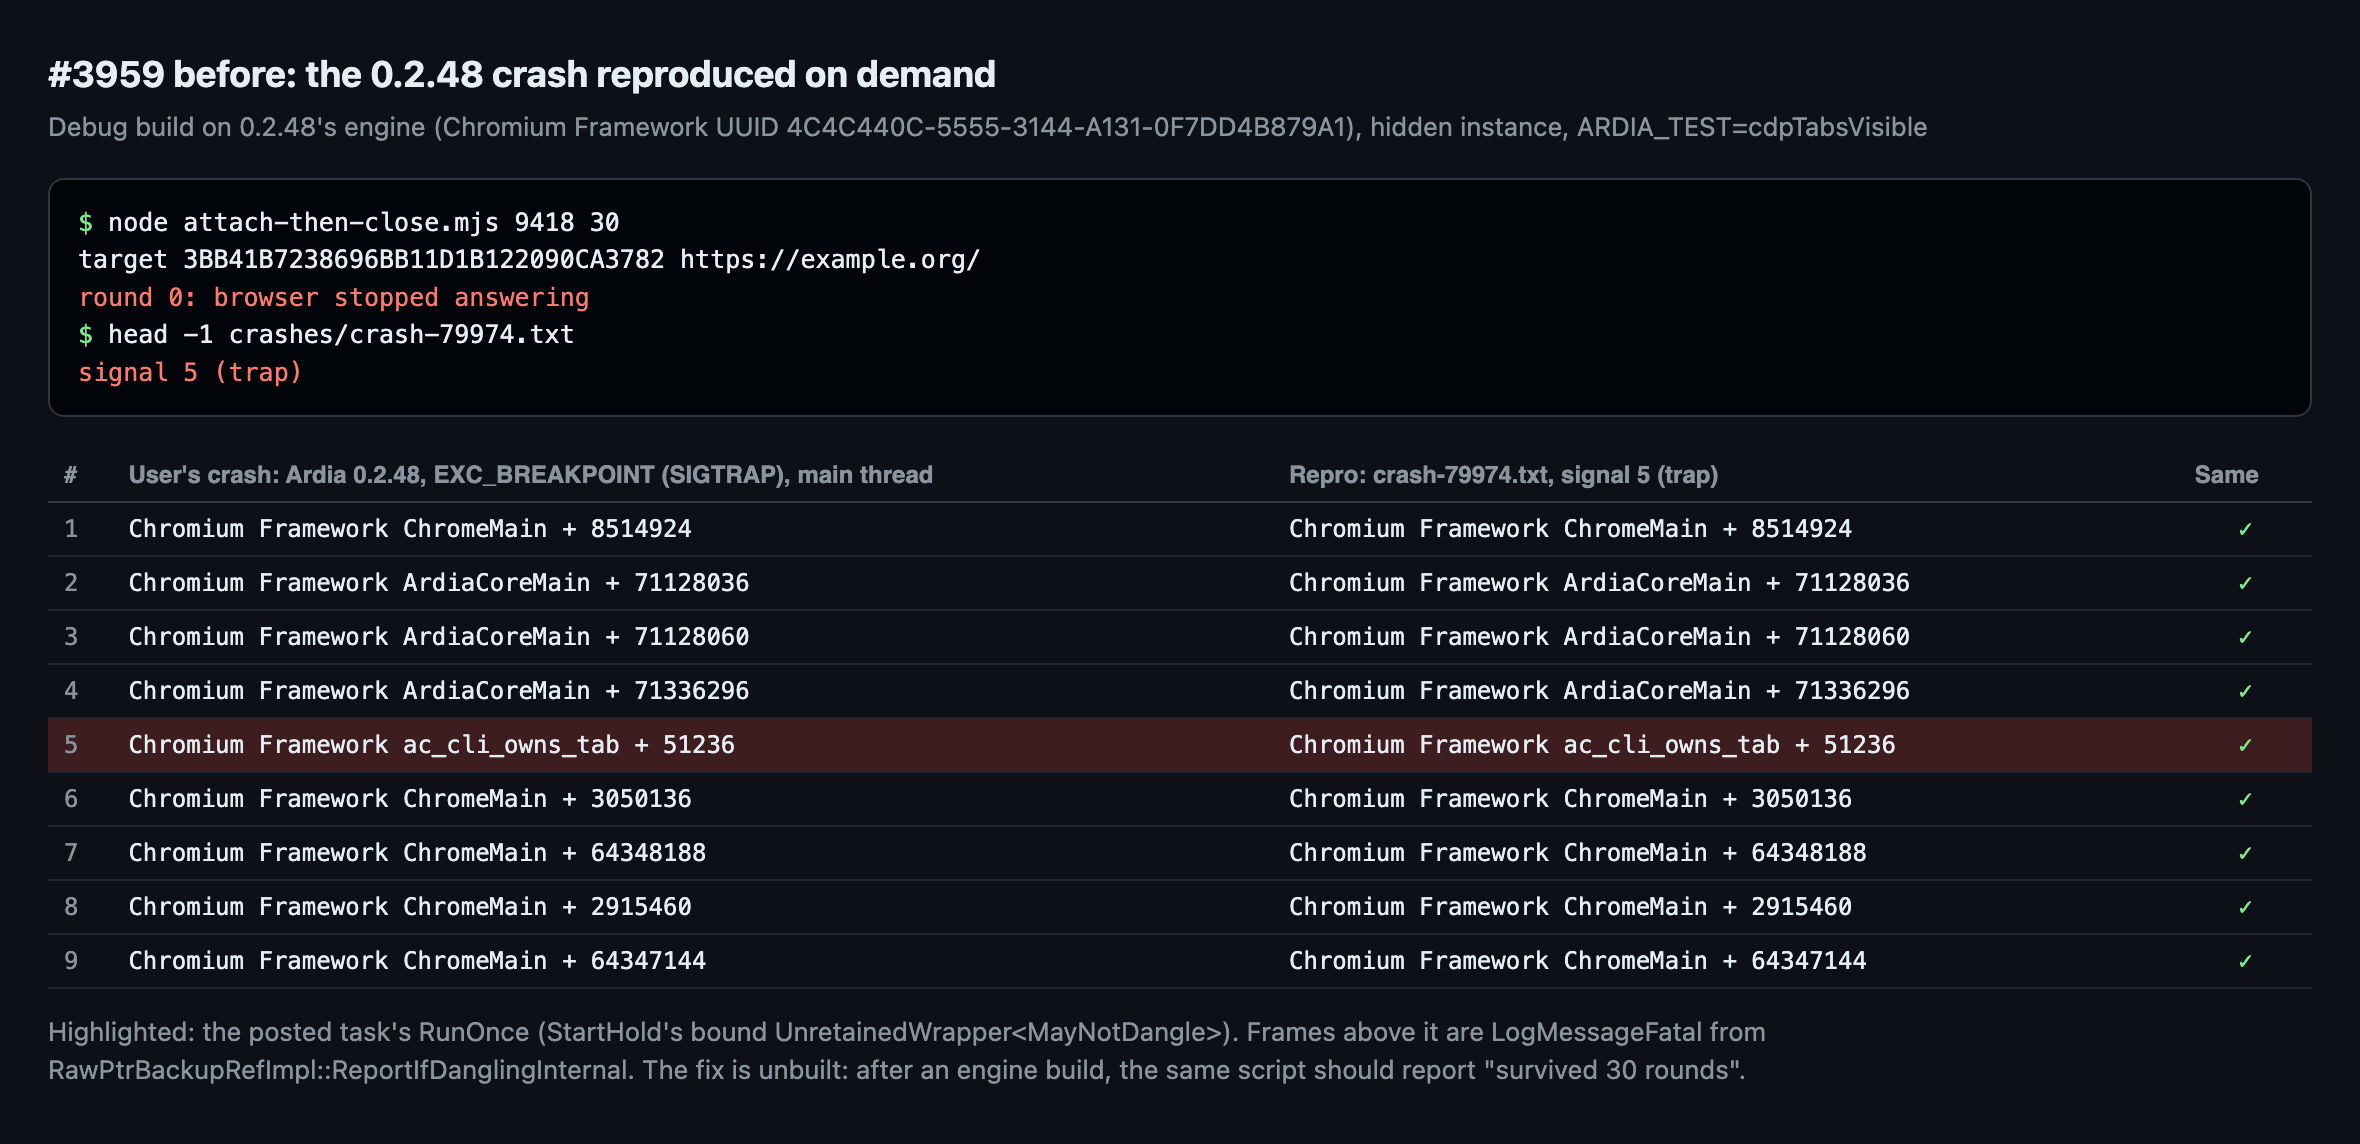 #3959 before: the 0.2.48 crash reproduced on demand
Debug build on 0.2.48's engine (Chromium Framework UUID 4C4C440C-5555-3144-A131-0F7DD4B879A1), hidden instance, ARDIA_TEST=cdpTabsVisible
$ node attach-then-close.mjs 9418 30
target 3BB41B7238696BB11D1B122090CA3782 https://example.org/
round 0: browser stopped answering
$ head -1 crashes/crash-79974.txt
signal 5 (trap)
# User's crash: Ardia 0.2.48, EXC_BREAKPOINT (SIGTRAP), main thread Repro: crash-79974.txt, signal 5 (trap) Same
1 Chromium Framework ChromeMain + 8514924 Chromium Framework ChromeMain + 8514924 ✓
2 Chromium Framework ArdiaCoreMain + 71128036 Chromium Framework ArdiaCoreMain + 71128036 ✓
3 Chromium Framework ArdiaCoreMain + 71128060 Chromium Framework ArdiaCoreMain + 71128060 ✓
4 Chromium Framework ArdiaCoreMain + 71336296 Chromium Framework ArdiaCoreMain + 71336296 ✓
5 Chromium Framework ac_cli_owns_tab + 51236 Chromium Framework ac_cli_owns_tab + 51236 ✓
6 Chromium Framework ChromeMain + 3050136 Chromium Framework ChromeMain + 3050136 ✓
7 Chromium Framework ChromeMain + 64348188 Chromium Framework ChromeMain + 64348188 ✓
8 Chromium Framework ChromeMain + 2915460 Chromium Framework ChromeMain + 2915460 ✓
9 Chromium Framework ChromeMain + 64347144 Chromium Framework ChromeMain + 64347144 ✓
Highlighted: the posted task's RunOnce (StartHold's bound UnretainedWrapper<MayNotDangle>). Frames above it are LogMessageFatal from
RawPtrBackupRefImpl::ReportIfDanglingInternal. The fix is unbuilt: after an engine build, the same script should report "survived 30 rounds".